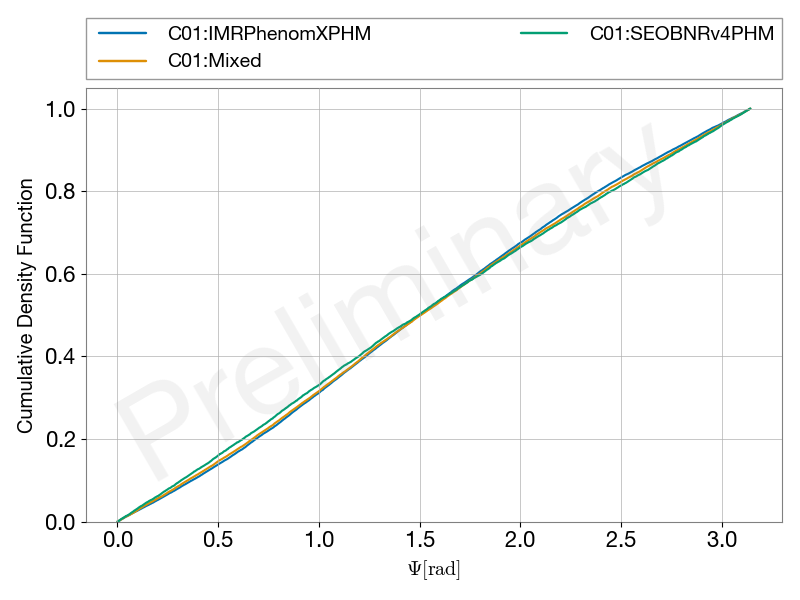 C01:IMRPhenomXPHM
C01:Mixed
C01:SEOBNRv4PHM
Cumulative Density Function
1.0
0.8
0.6
0.4
0.2
0.0
Preliminary
0.0 0.5 1.0 1.5 2.0 2.5 3.0
Ψ[rad]